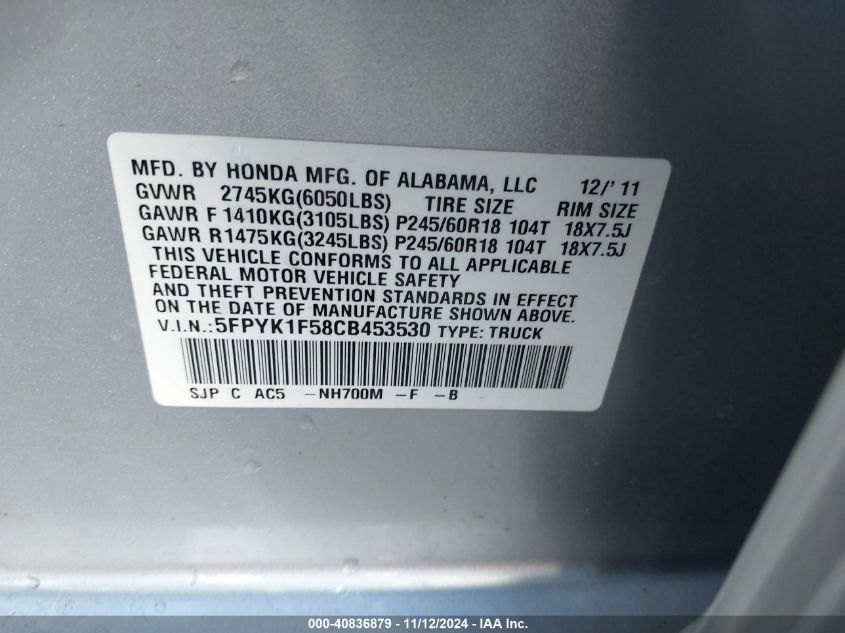 MFD. BY HONDA MFG. OF ALABAMA, LLC 12/' 11
GVWR 2745KG(6050LBS) TIRE SIZE RIM SIZE
GAWR F 1410KG(3105LBS) P245/60R18 104T 18X7.5J
GAWR R1475KG(3245LBS) P245/60R18 104T 18X7.5J
THIS VEHICLE CONFORMS TO ALL APPLICABLE
FEDERAL MOTOR VEHICLE SAFETY
AND THEFT PREVENTION STANDARDS IN EFFECT
ON THE DATE OF MANUFACTURE SHOWN ABOVE.
V.I.N.:5FPYK1F58CB453530 TYPE: TRUCK
SJP C AC5 -NH700M -F -B
000-40836879 - 11/12/2024 - IAA Inc.